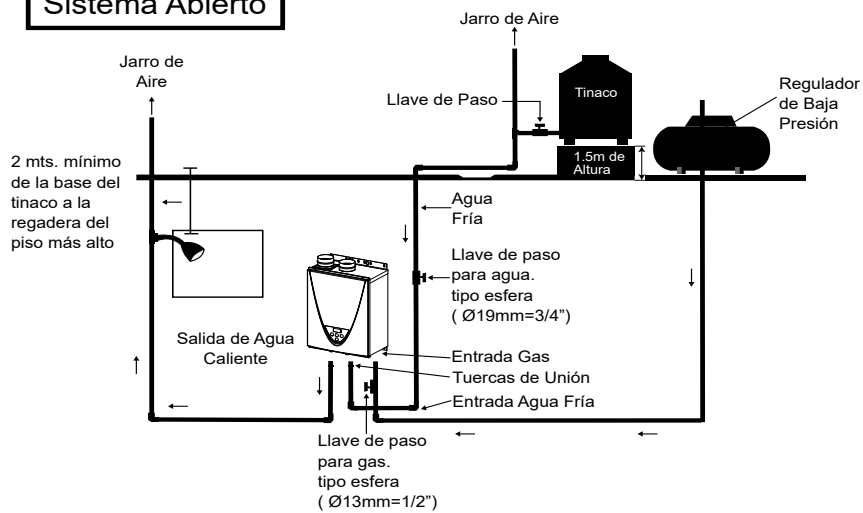 Sistema Abierto
Jarro de Aire
Jarro de
Aire
Llave de Paso
Tinaco
Regulador
de Baja
Presión
1.5m de
Altura
2 mts. mínimo
de la base del
tinaco a la
regadera del
piso más alto
Agua
Fría
Llave de paso
para agua.
tipo esfera
( Ø19mm=3/4”)
Salida de Agua
Caliente
Entrada Gas
Tuercas de Unión
Entrada Agua Fría
Llave de paso
para gas.
tipo esfera
( Ø13mm=1/2”)